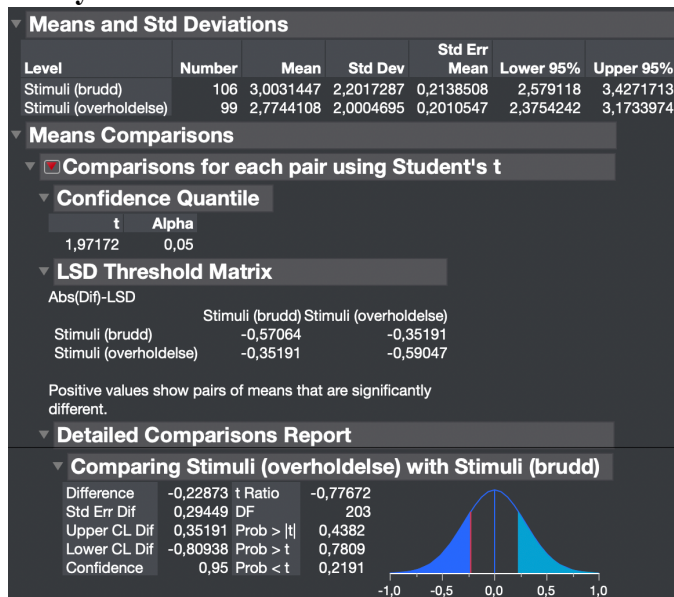 Means and Std Deviations
Std Err
Level Number Mean Std Dev Mean Lower 95% Upper 95%
Stimuli (brudd) 106 3,0031447 2,2017287 0,2138508 2,579118 3,4271713
Stimuli (overholdelse) 99 2,7744108 2,0004695 0,2010547 2,3754242 3,1733974
Means Comparisons
Comparisons for each pair using Student's t
Confidence Quantile
t Alpha
1,97172 0,05
LSD Threshold Matrix
Abs(Dif)-LSD
Stimuli (brudd) Stimuli (overholdelse)
Stimuli (brudd) -0,57064 -0,35191
Stimuli (overholdelse) -0,35191 -0,59047
Positive values show pairs of means that are significantly
different.
Detailed Comparisons Report
Comparing Stimuli (overholdelse) with Stimuli (brudd)
Difference -0,22873 t Ratio -0,77672
Std Err Dif 0,29449 DF 203
Upper CL Dif 0,35191 Prob > |t| 0,4382
Lower CL Dif -0,80938 Prob > t 0,7809
Confidence 0,95 Prob < t 0,2191
-1,0 -0,5 0,0 0,5 1,0